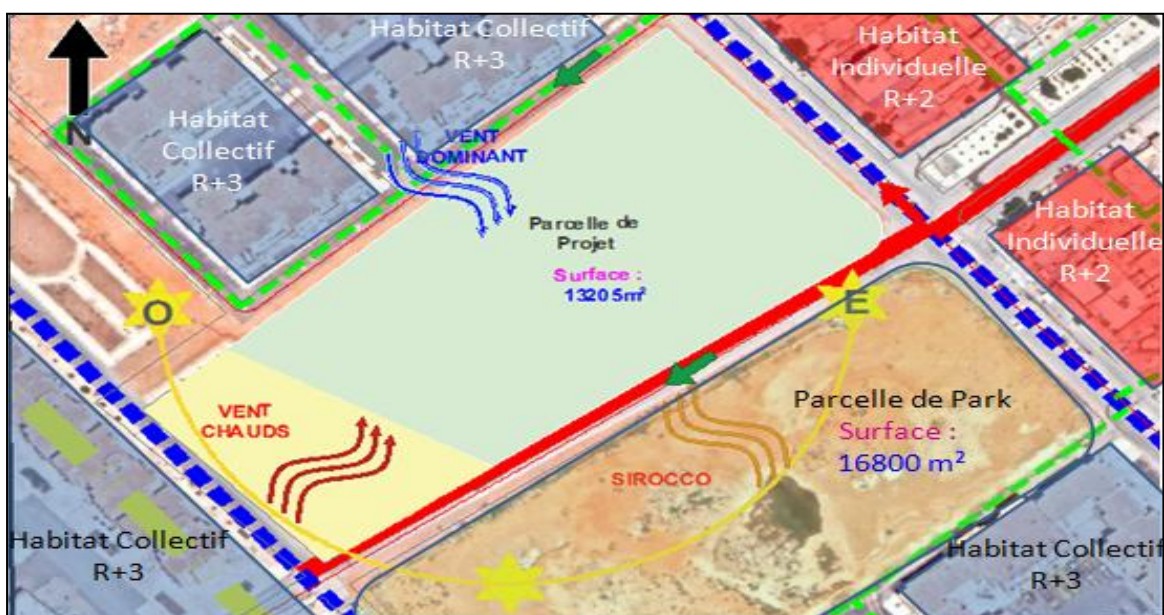 Habitat Collectif
R+3
Habitat
Individuelle
R+2
N
Habitat
Collectif
R+3
VENT
DOMINANT
Parcelle de
Projet
Surface :
13205m²
Habitat
Individuelle
R+2
O
E
VENT
CHAUDS
SIROCCO
Parcelle de Park
Surface :
16800 m²
Habitat Collectif
R+3
Habitat Collectif
R+3